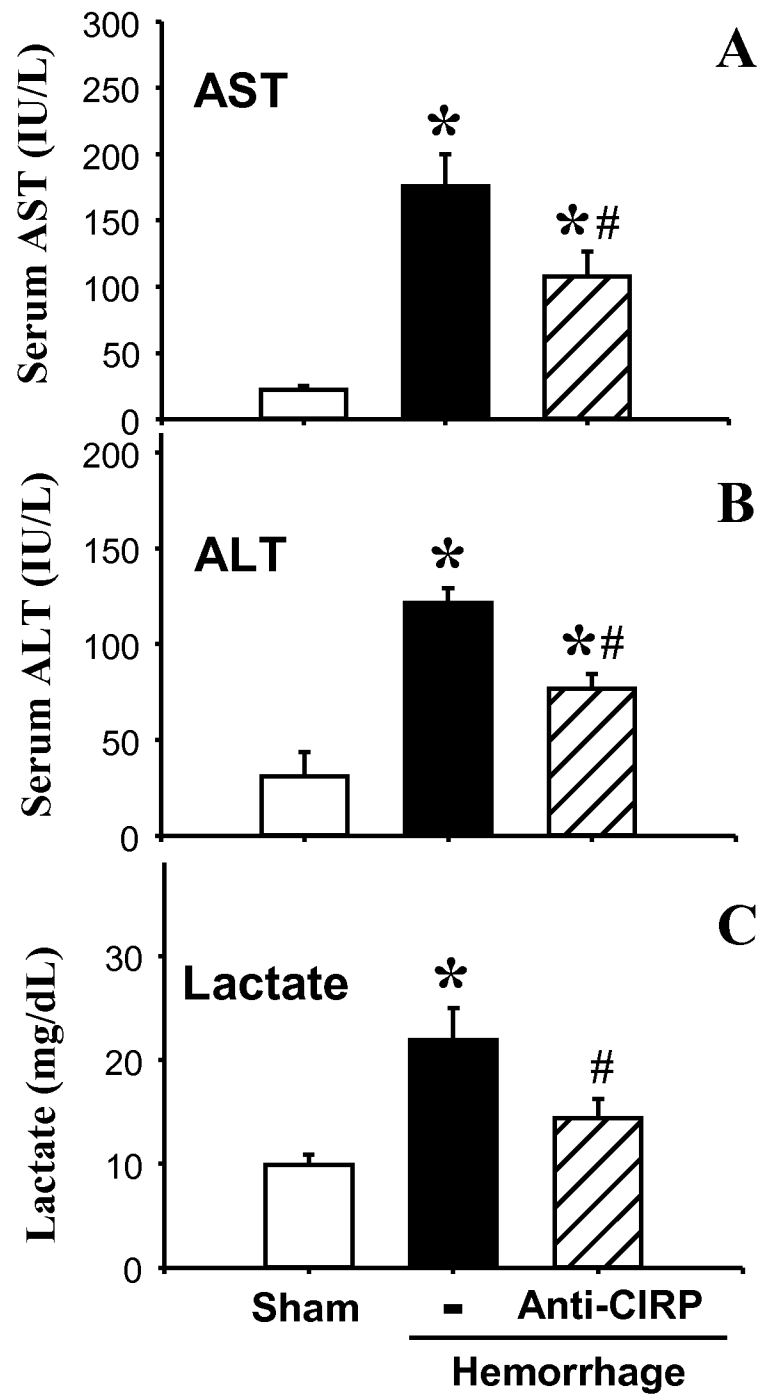 A
AST
Serum AST (IU/L)
300
250
200
150
100
50
0
*
*#
B
ALT
Serum ALT (IU/L)
200
150
100
50
0
*
*#
C
Lactate
Lactate (mg/dL)
30
20
10
0
*
#
Sham - Anti-CIRP
Hemorrhage